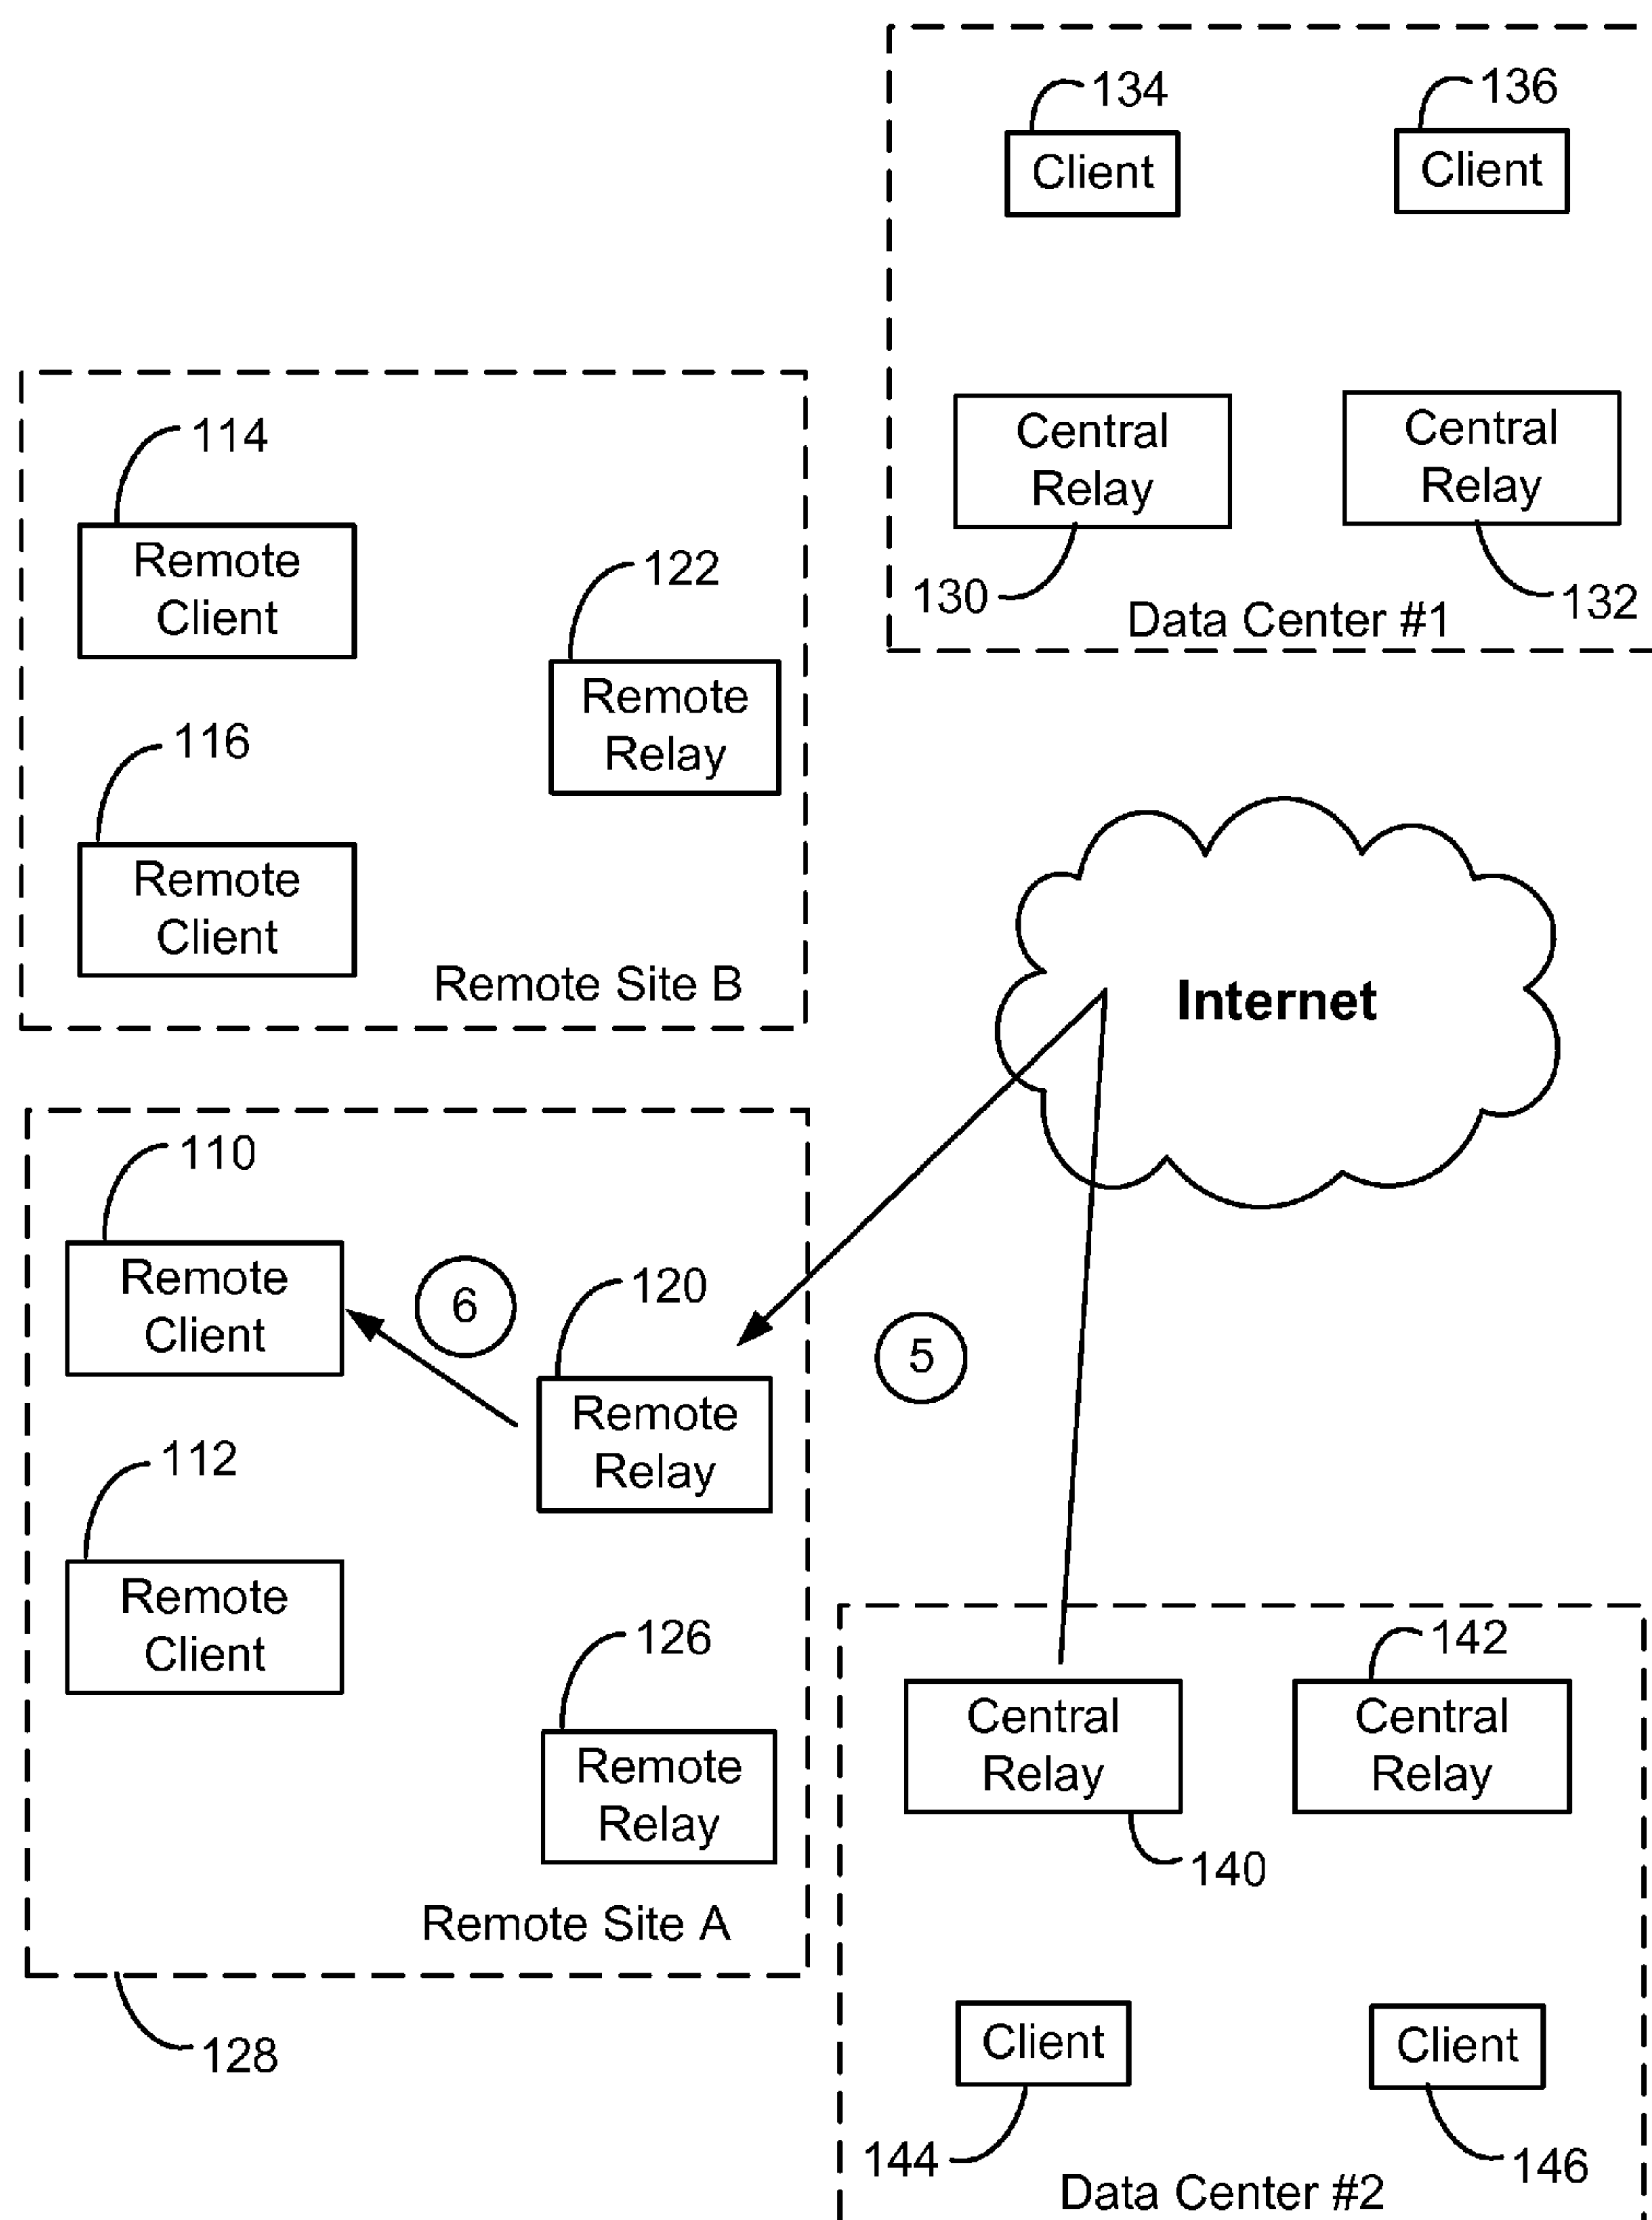 134
136
Client
Client
Central
Relay
Central
Relay
130
132
Data Center #1
114
Remote
Client
122
Remote
Relay
116
Remote
Client
Remote Site B
Internet
110
Remote
Client
6
120
Remote
Relay
5
112
Remote
Client
126
Remote
Relay
Remote Site A
128
142
Central
Relay
Central
Relay
140
Client
Client
144
146
Data Center #2